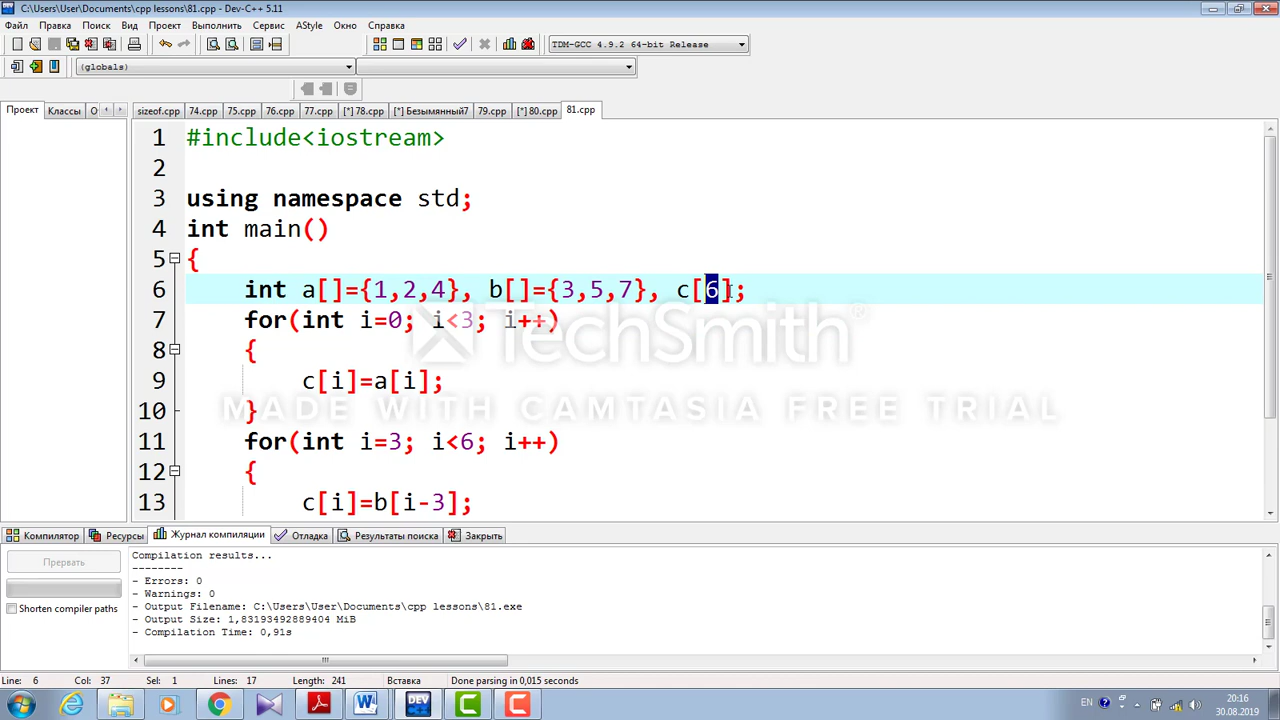 C:\Users\User\Documents\cpp lessons\81.cpp - Dev-C++ 5.11
Файл Правка Поиск Вид Проект Выполнить Сервис AStyle Окно Справка
TDM-GCC 4.9.2 64-bit Release
(globals)
Проект Классы О sizeof.cpp 74.cpp 75.cpp 76.cpp 77.cpp [*] 78.cpp [*] Безымянный7 79.cpp [*] 80.cpp 81.cpp
1 #include<iostream>
2
3 using namespace std;
4 int main()
5 {
6 int a[]={1,2,4}, b[]={3,5,7}, c[6];
7 for(int i=0; i<3; i++)
TechSmith®
8 {
9 c[i]=a[i];
MADE WITH CAMTASIA FREE TRIAL
10 }
11 for(int i=3; i<6; i++)
12 {
13 c[i]=b[i-3];
Компилятор Ресурсы Журнал компиляции Отладка Результаты поиска Закрыть
Прервать
Shorten compiler paths
Compilation results...
--------
- Errors: 0
- Warnings: 0
- Output Filename: C:\Users\User\Documents\cpp lessons\81.exe
- Output Size: 1,83193492889404 MiB
- Compilation Time: 0,91s
Line: 6 Col: 37 Sel: 1 Lines: 17 Length: 241 Вставка Done parsing in 0,015 seconds
DEV
EN
20:16
30.08.2019